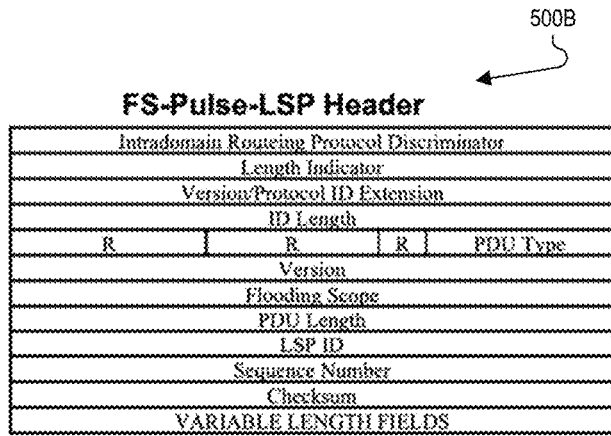 500B
FS-Pulse-LSP Header
Intradomain Routeing Protocol Discriminator
Length Indicator
Version/Protocol ID Extension
ID Length
R R R PDU Type
Version
Flooding Scope
PDU Length
LSP ID
Sequence Number
Checksum
VARIABLE LENGTH FIELDS